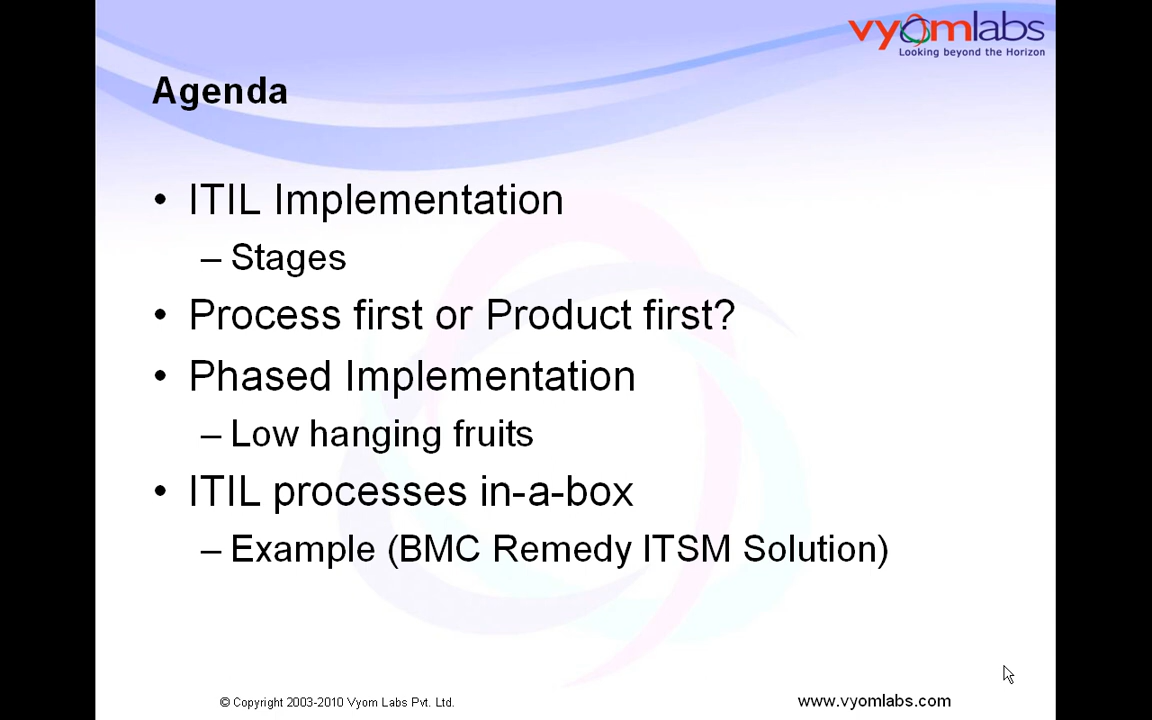 vyomlabs
Looking beyond the Horizon
Agenda
• ITIL Implementation
– Stages
• Process first or Product first?
• Phased Implementation
– Low hanging fruits
• ITIL processes in-a-box
– Example (BMC Remedy ITSM Solution)
© Copyright 2003-2010 Vyom Labs Pvt. Ltd.
www.vyomlabs.com